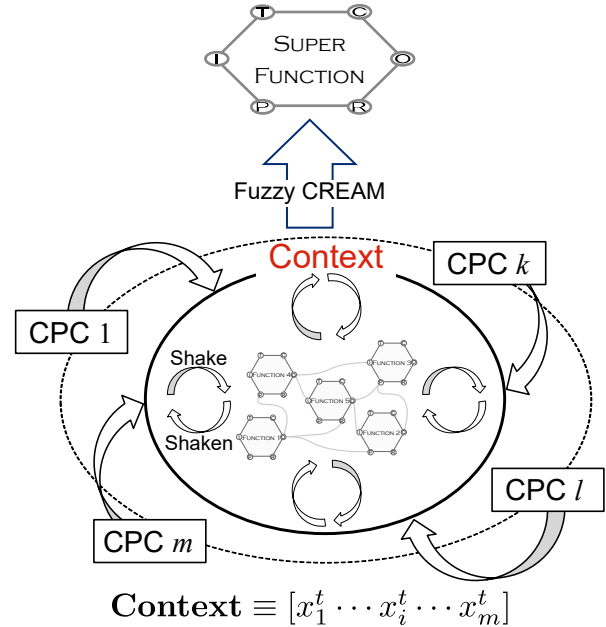 T C
SUPER
FUNCTION
I O
P R
Fuzzy CREAM
Context
CPC 1
CPC k
Shake
Shaken
T C
I FUNCTION 4 O
P R
T C
I FUNCTION 3 O
P R
T C
I FUNCTION 5 O
P R
T C
I FUNCTION 1 O
P R
T C
I FUNCTION 2 O
P R
CPC m
CPC l
Context ≡ [x_1^t ⋯ x_i^t ⋯ x_m^t]